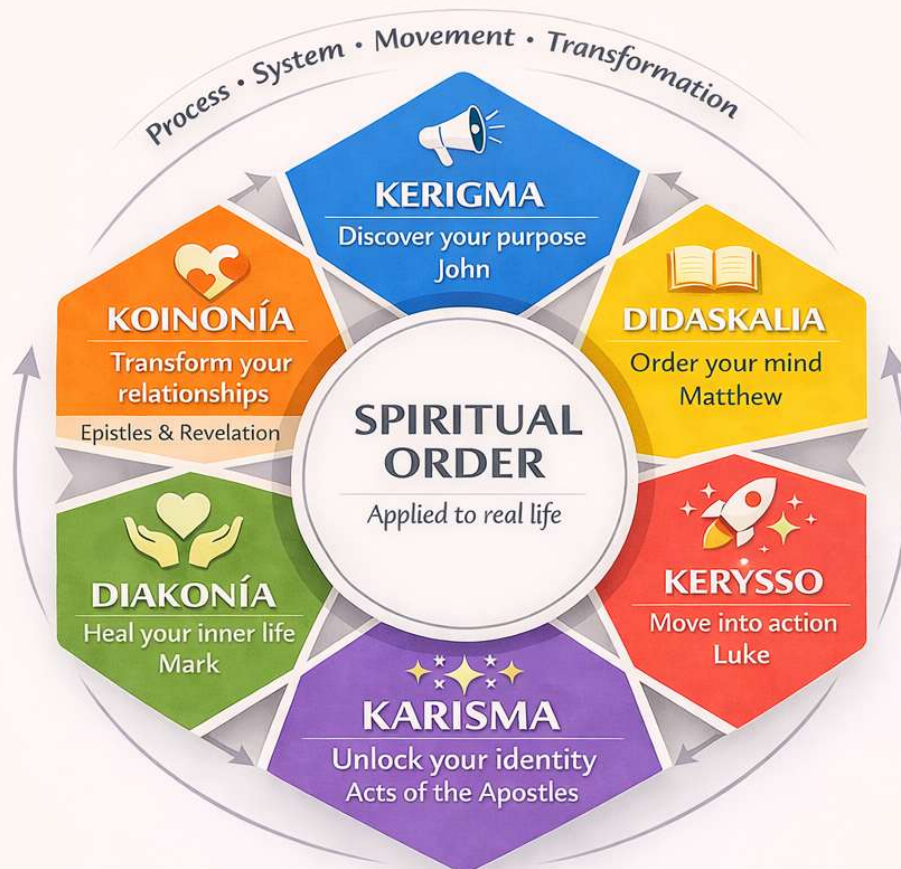 Process • System • Movement • Transformation
KERIGMA
Discover your purpose
John
DIDASKALIA
Order your mind
Matthew
KERYSSO
Move into action
Luke
KARISMA
Unlock your identity
Acts of the Apostles
DIAKONÍA
Heal your inner life
Mark
KOINONÍA
Transform your
relationships
Epistles & Revelation
SPIRITUAL
ORDER
Applied to real life